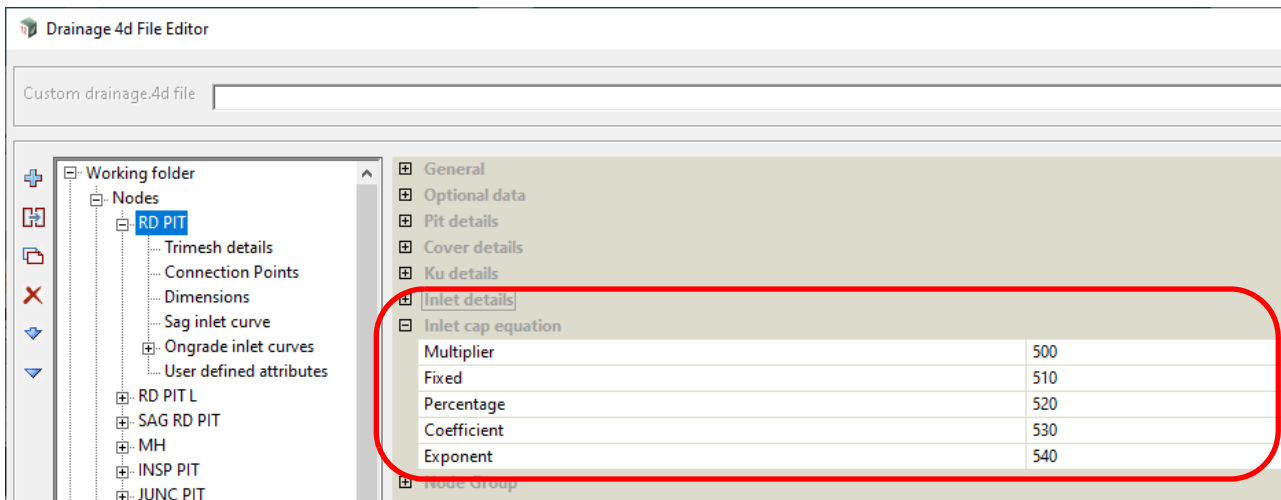 Drainage 4d File Editor
Custom drainage.4d file
Working folder
Nodes
RD PIT
Trimesh details
Connection Points
Dimensions
Sag inlet curve
Ongrade inlet curves
User defined attributes
RD PIT L
SAG RD PIT
MH
INSP PIT
JUNC PIT
General
Optional data
Pit details
Cover details
Ku details
Inlet details
Inlet cap equation
Multiplier 500
Fixed 510
Percentage 520
Coefficient 530
Exponent 540
Node Group